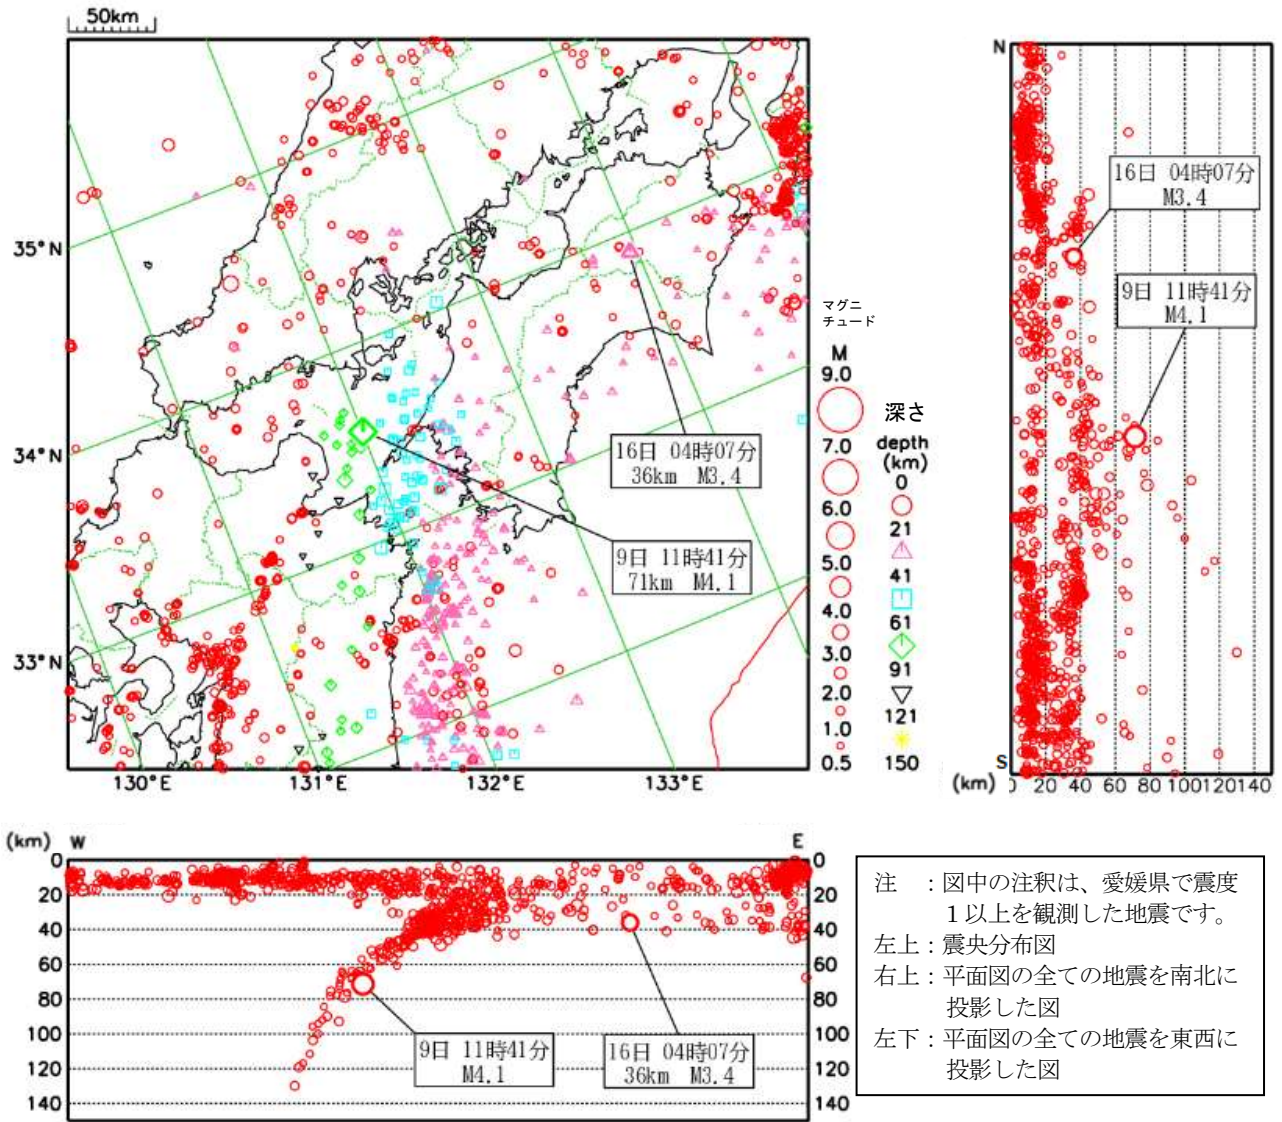 50km
35°N
34°N
33°N
130°E
131°E
132°E
133°E
16日 04時07分
36km M3.4
9日 11時41分
71km M4.1
マグニ
チュード
M
9.0
7.0
6.0
5.0
4.0
3.0
2.0
1.0
0.5
深さ
depth
(km)
0
21
41
61
91
121
150
N
16日 04時07分
M3.4
9日 11時41分
M4.1
S
(km) 0 20 40 60 80 100120140
(km) W E
0 0
20 20
40 40
60 60
80 80
100 100
120 120
140 140
9日 11時41分
M4.1
16日 04時07分
36km M3.4
注 ：図中の注釈は、愛媛県で震度
１以上を観測した地震です。
左上：震央分布図
右上：平面図の全ての地震を南北に
投影した図
左下：平面図の全ての地震を東西に
投影した図